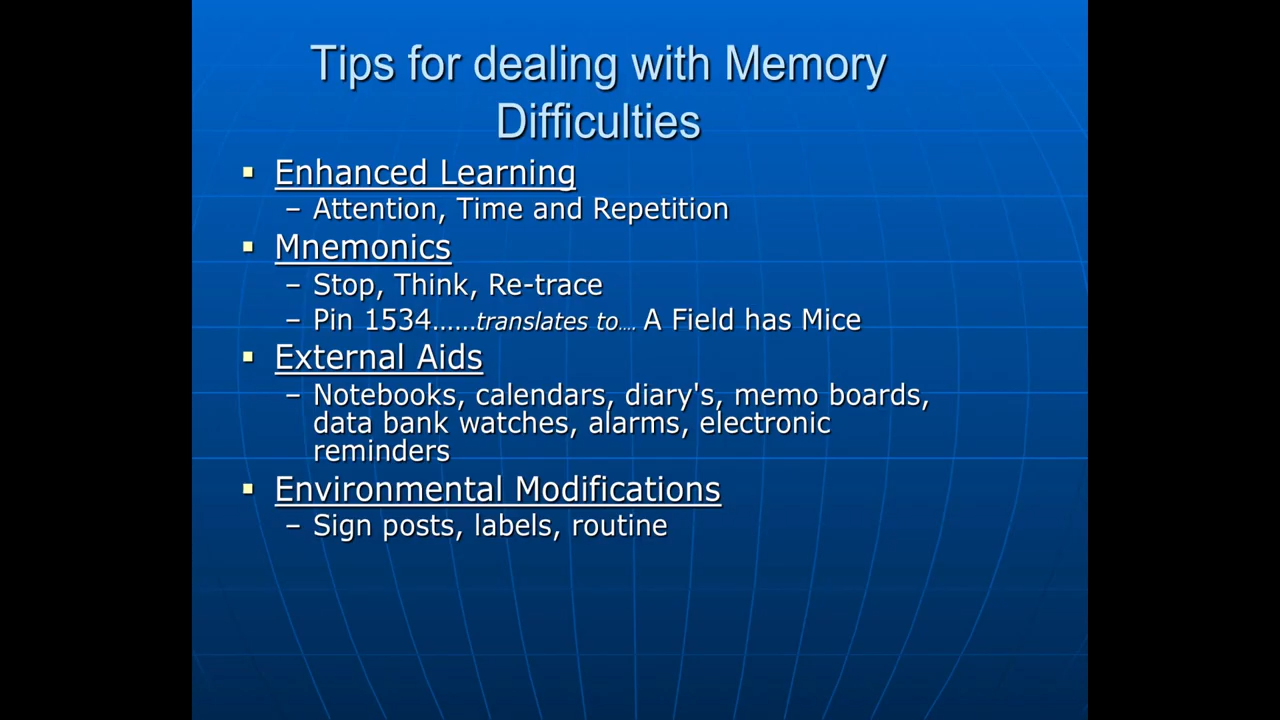 Tips for dealing with Memory
Difficulties
▪ Enhanced Learning
– Attention, Time and Repetition
▪ Mnemonics
– Stop, Think, Re-trace
– Pin 1534......translates to.... A Field has Mice
▪ External Aids
– Notebooks, calendars, diary's, memo boards,
data bank watches, alarms, electronic
reminders
▪ Environmental Modifications
– Sign posts, labels, routine